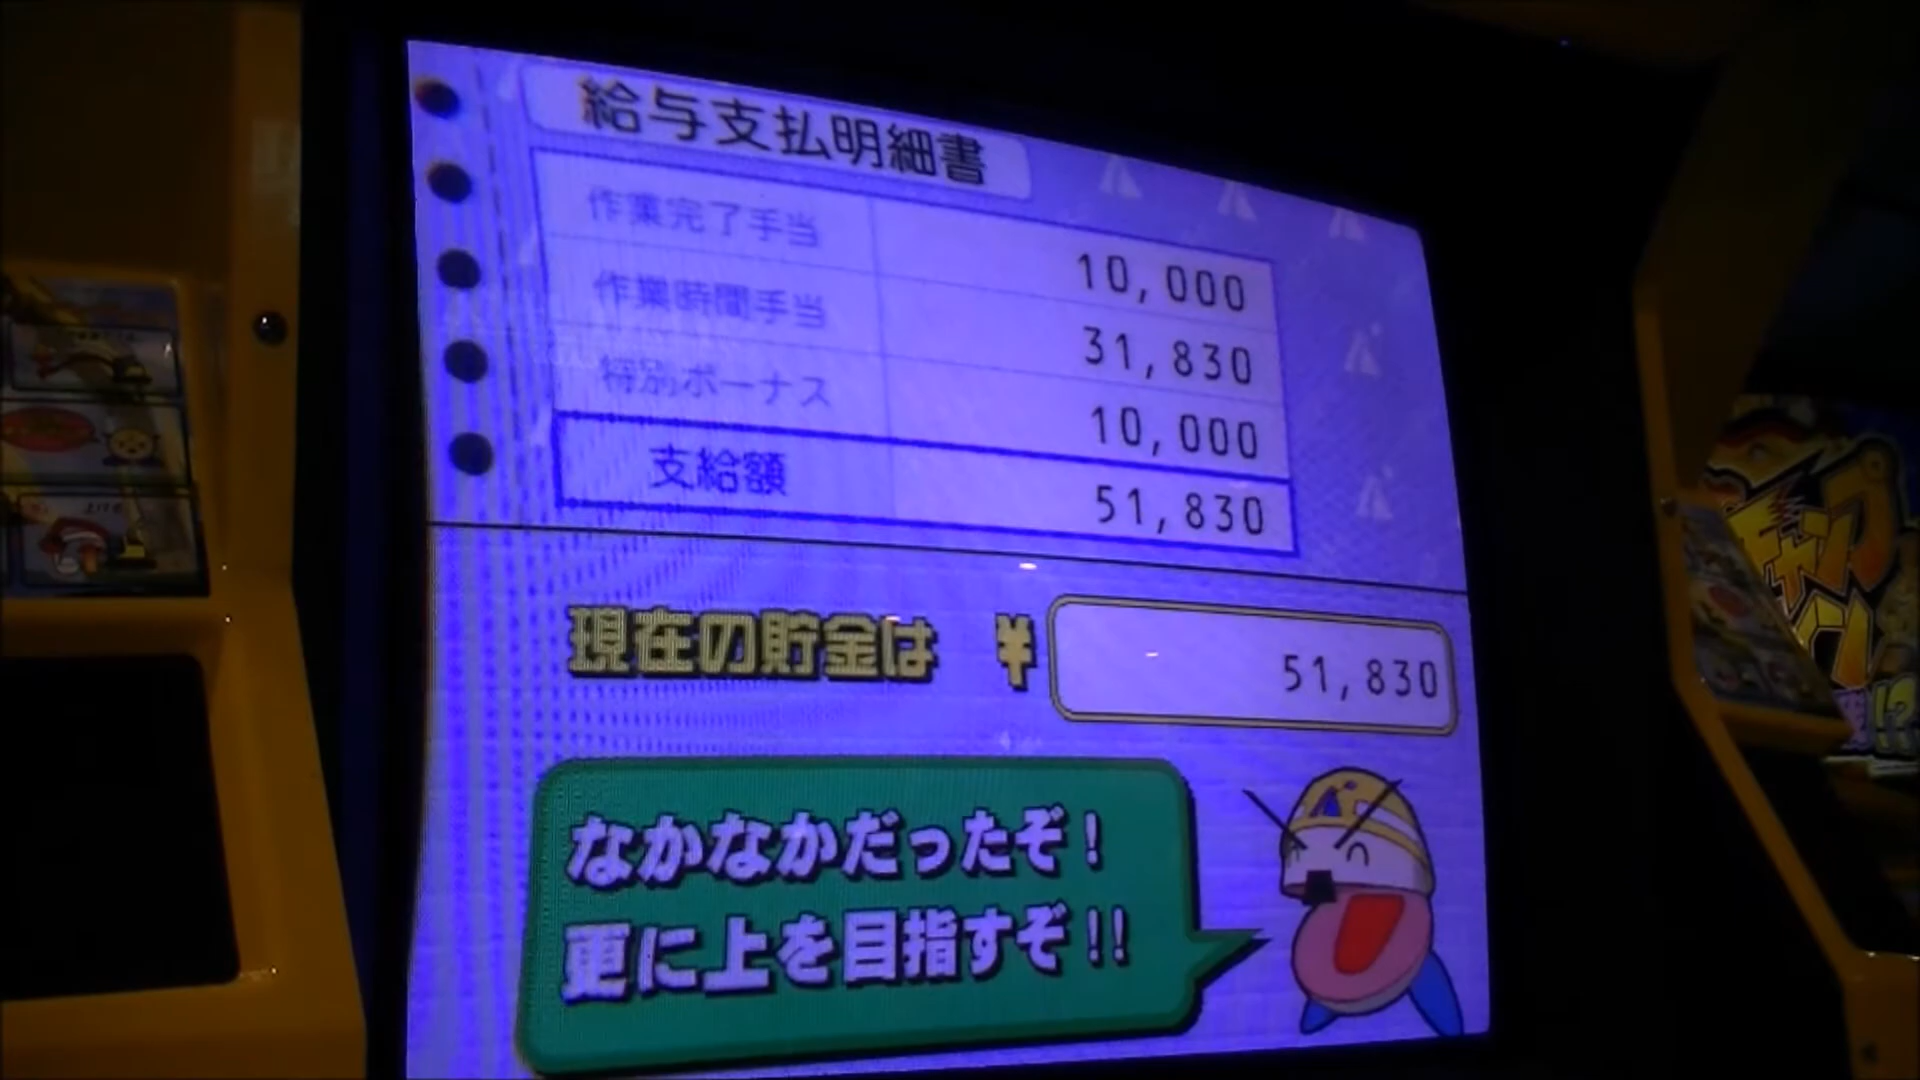 給与支払明細書
作業完了手当 10,000
作業時間手当 31,830
特別ボーナス 10,000
支給額 51,830
現在の貯金は ¥ 51,830
なかなかだったぞ!
更に上を目指すぞ!!